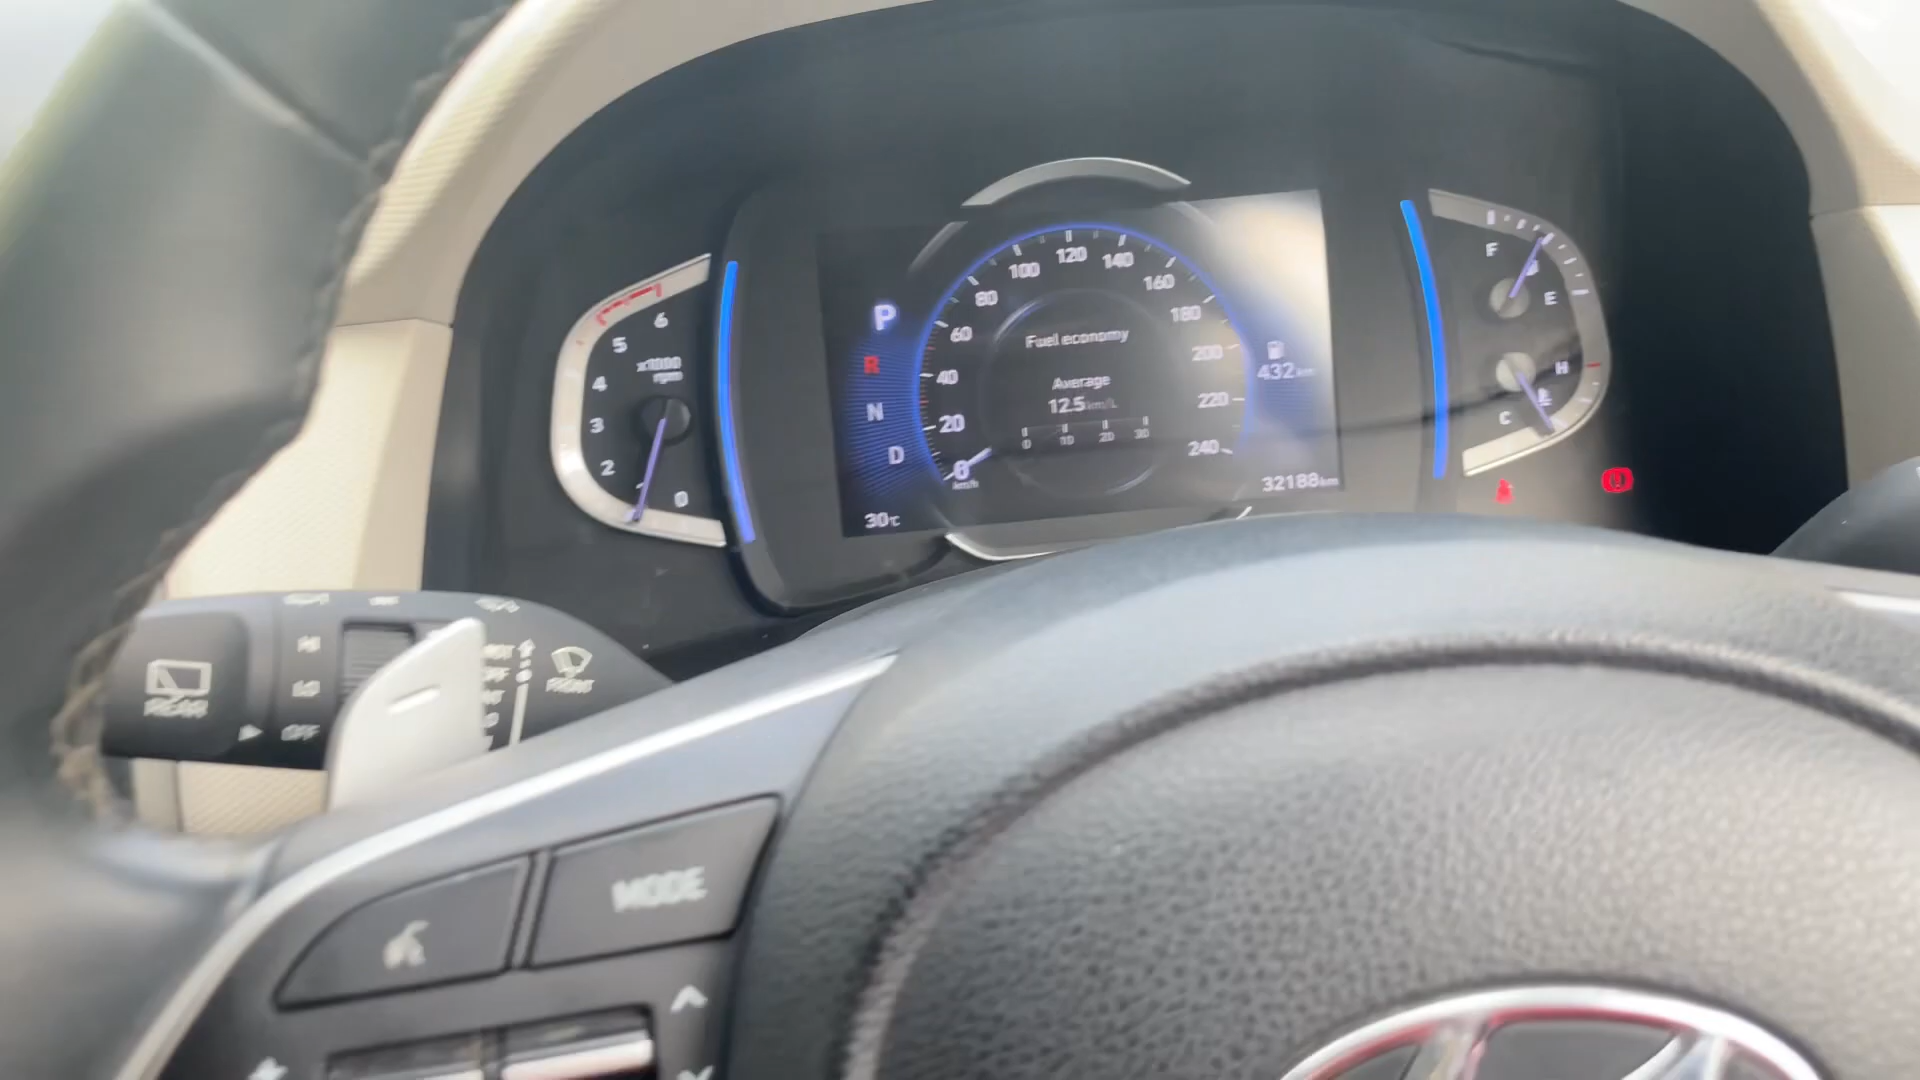 6
5
4
3
2
0
x1000
rpm
P
R
N
D
30°C
0
20
40
60
80
100
120
140
160
180
200
220
240
km/h
Fuel economy
Average
12.5km/L
0 10 20 30
432km
32188km
F
E
H
C
REAR
HI
LO
OFF
FRONT
MODE